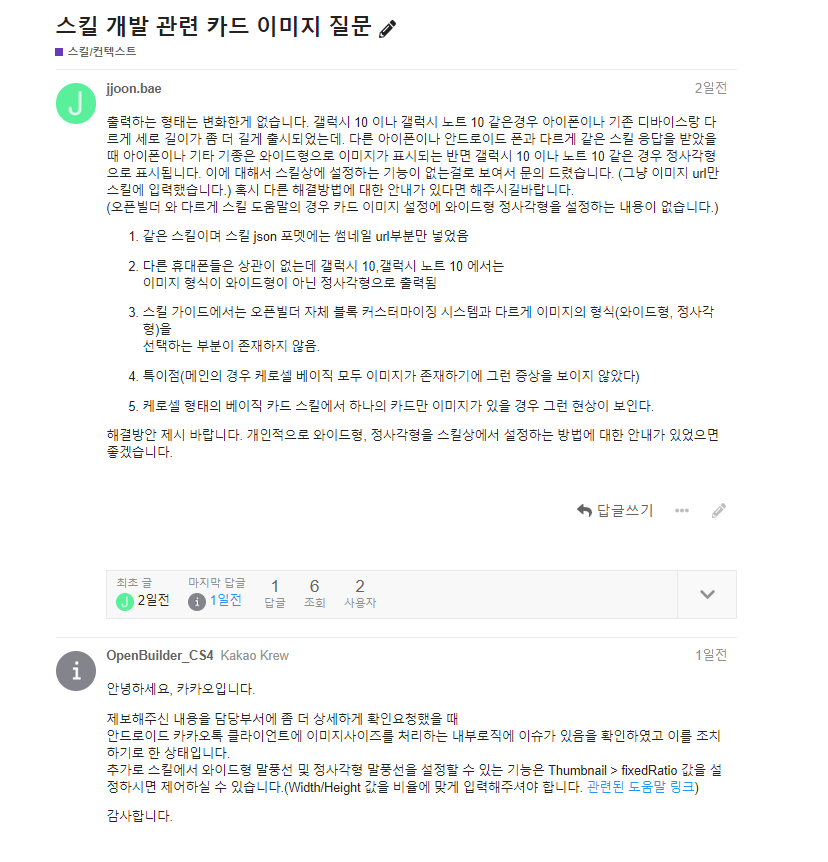 스킬 개발 관련 카드 이미지 질문
스킬/컨텍스트
J
jjoon.bae
2일전
출력하는 형태는 변화한게 없습니다. 갤럭시 10 이나 갤럭시 노트 10 같은경우 아이폰이나 기존 디바이스랑 다
르게 세로 길이가 좀 더 길게 출시되었는데. 다른 아이폰이나 안드로이드 폰과 다르게 같은 스킬 응답을 받았을
때 아이폰이나 기타 기종은 와이드형으로 이미지가 표시되는 반면 갤럭시 10 이나 노트 10 같은 경우 정사각형
으로 표시됩니다. 이에 대해서 스킬상에 설정하는 기능이 없는걸로 보여서 문의 드렸습니다. (그냥 이미지 url만
스킬에 입력했습니다.) 혹시 다른 해결방법에 대한 안내가 있다면 해주시길바랍니다.
(오픈빌더 와 다르게 스킬 도움말의 경우 카드 이미지 설정에 와이드형 정사각형을 설정하는 내용이 없습니다.)
1. 같은 스킬이며 스킬 json 포멧에는 썸네일 url부분만 넣었음
2. 다른 휴대폰들은 상관이 없는데 갤럭시 10,갤럭시 노트 10 에서는
이미지 형식이 와이드형이 아닌 정사각형으로 출력됨
3. 스킬 가이드에서는 오픈빌더 자체 블록 커스터마이징 시스템과 다르게 이미지의 형식(와이드형, 정사각
형)을
선택하는 부분이 존재하지 않음.
4. 특이점(메인의 경우 케로셀 베이직 모두 이미지가 존재하기에 그런 증상을 보이지 않았다)
5. 케로셀 형태의 베이직 카드 스킬에서 하나의 카드만 이미지가 있을 경우 그런 현상이 보인다.
해결방안 제시 바랍니다. 개인적으로 와이드형, 정사각형을 스킬상에서 설정하는 방법에 대한 안내가 있었으면
좋겠습니다.
답글쓰기
최초 글
마지막 답글
1
6
2
J 2일전
i 1일전
답글
조회
사용자
i
OpenBuilder_CS4 Kakao Krew
1일전
안녕하세요, 카카오입니다.
제보해주신 내용을 담당부서에 좀 더 상세하게 확인요청했을 때
안드로이드 카카오톡 클라이언트에 이미지사이즈를 처리하는 내부로직에 이슈가 있음을 확인하였고 이를 조치
하기로 한 상태입니다.
추가로 스킬에서 와이드형 말풍선 및 정사각형 말풍선을 설정할 수 있는 기능은 Thumbnail > fixedRatio 값을 설
정하시면 제어하실 수 있습니다.(Width/Height 값을 비율에 맞게 입력해주셔야 합니다. 관련된 도움말 링크)
감사합니다.